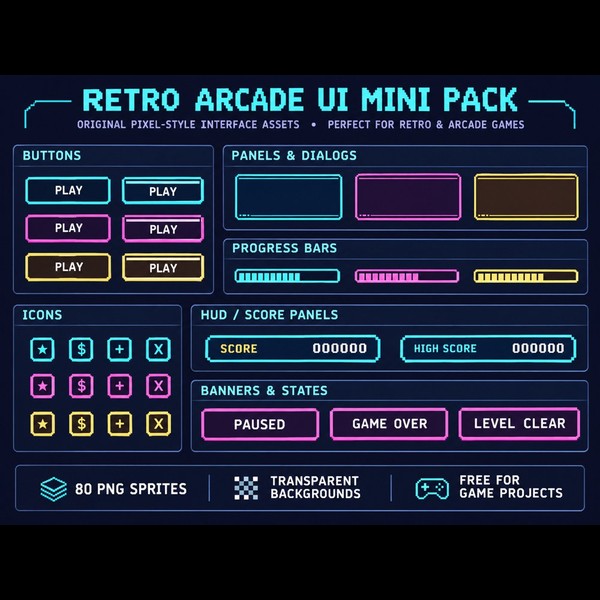 RETRO ARCADE UI MINI PACK
ORIGINAL PIXEL-STYLE INTERFACE ASSETS • PERFECT FOR RETRO & ARCADE GAMES
BUTTONS
PLAY PLAY
PLAY PLAY
PLAY PLAY
PANELS & DIALOGS
PROGRESS BARS
ICONS
★ $ + X
★ $ + X
★ $ + X
HUD / SCORE PANELS
SCORE 000000
HIGH SCORE 000000
BANNERS & STATES
PAUSED
GAME OVER
LEVEL CLEAR
80 PNG SPRITES
TRANSPARENT
BACKGROUNDS
FREE FOR
GAME PROJECTS